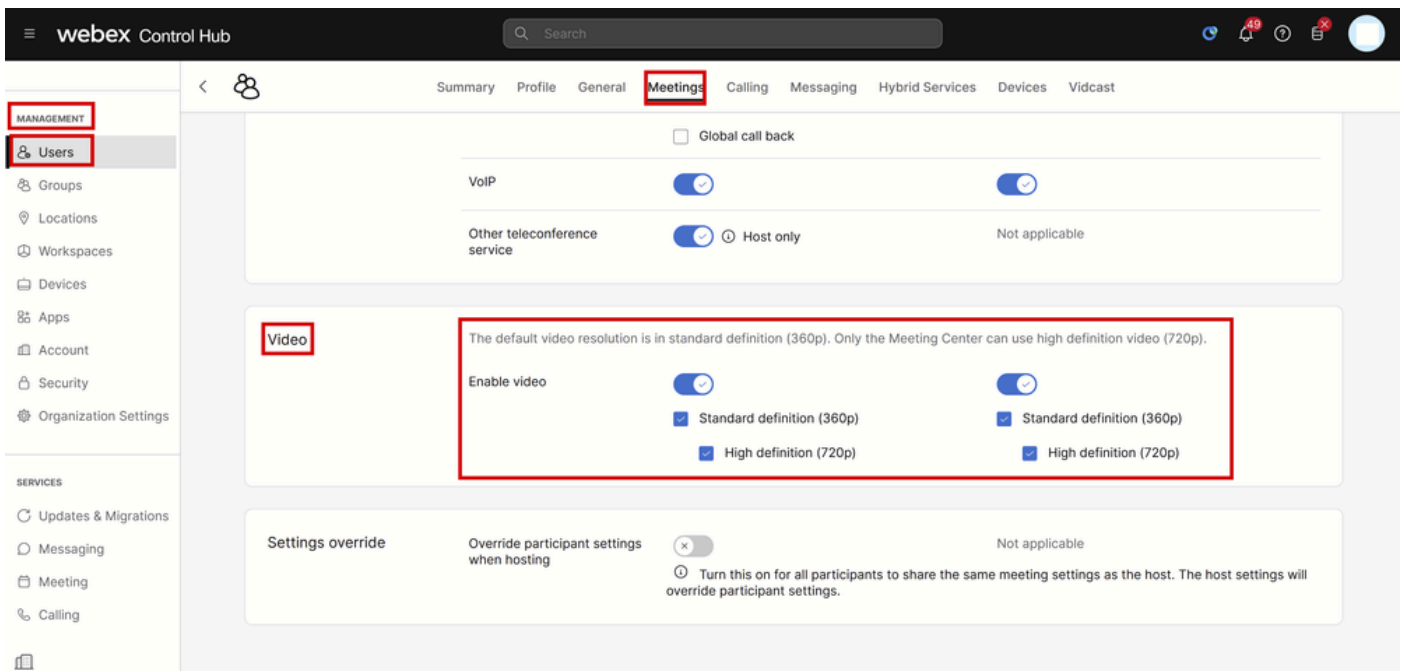 webex Control Hub
Search
49
Summary Profile General Meetings Calling Messaging Hybrid Services Devices Vidcast
MANAGEMENT
Users
Groups
Locations
Workspaces
Devices
Apps
Account
Security
Organization Settings
SERVICES
Updates & Migrations
Messaging
Meeting
Calling
Global call back
VoIP
Other teleconference
service
Host only
Not applicable
Video
The default video resolution is in standard definition (360p). Only the Meeting Center can use high definition video (720p).
Enable video
Standard definition (360p) Standard definition (360p)
High definition (720p) High definition (720p)
Settings override
Override participant settings
when hosting
Not applicable
Turn this on for all participants to share the same meeting settings as the host. The host settings will
override participant settings.